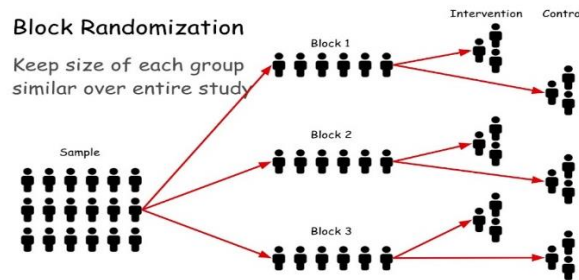 Block Randomization
Keep size of each group
similar over entire study
Sample
Block 1
Block 2
Block 3
Intervention
Contro